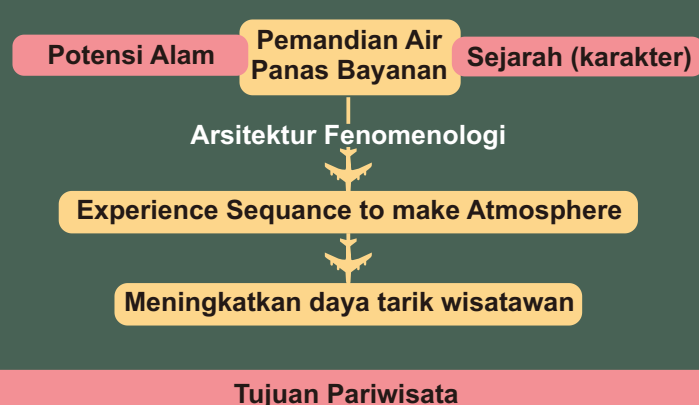 Potensi Alam
Pemandian Air
Panas Bayanan
Sejarah (karakter)
Arsitektur Fenomenologi
Experience Sequance to make Atmosphere
Meningkatkan daya tarik wisatawan
Tujuan Pariwisata